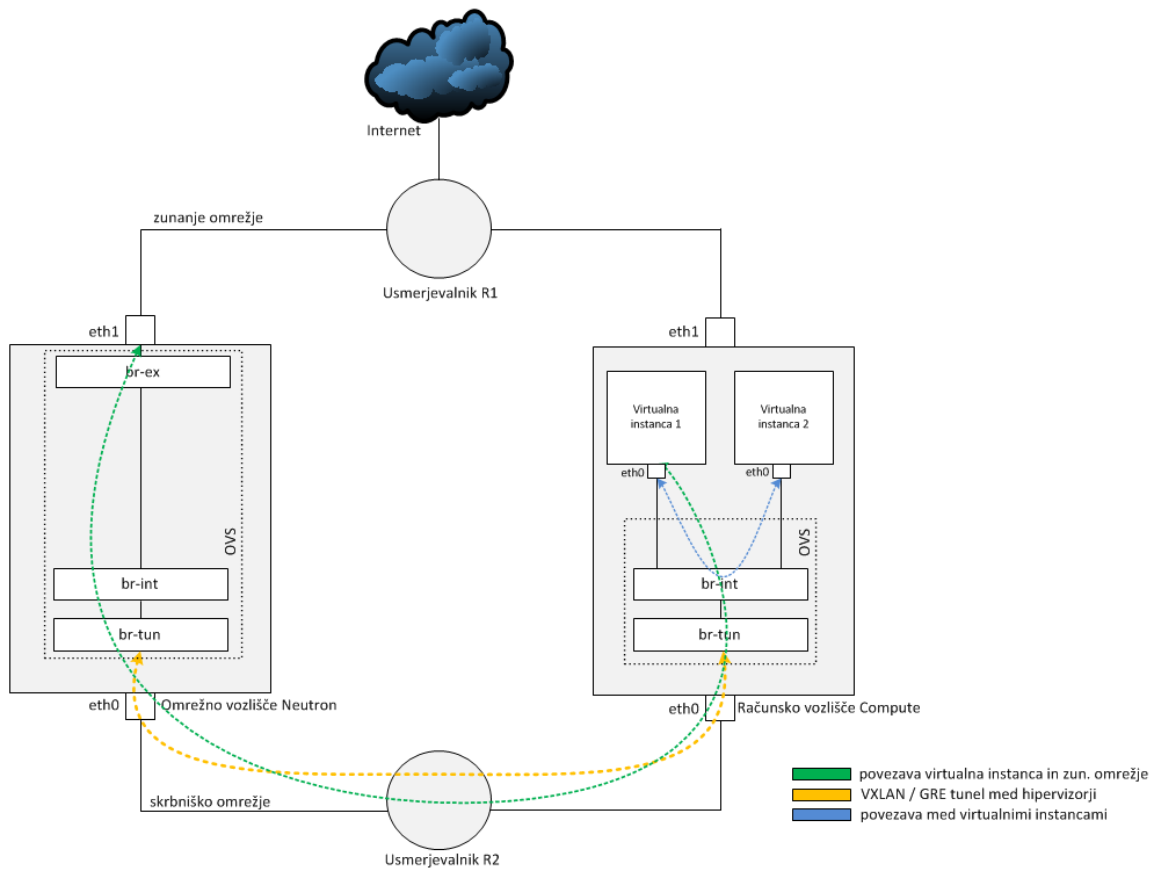 Internet
zunanje omrežje
Usmerjevalnik R1
eth1
eth1
br-ex
Virtualna
instanca 1
Virtualna
instanca 2
eth0
eth0
OVS
OVS
br-int
br-int
br-tun
br-tun
eth0
Omrežno vozlišče Neutron
eth0
Računsko vozlišče Compute
skrbniško omrežje
Usmerjevalnik R2
povezava virtualna instanca in zun. omrežje
VXLAN / GRE tunel med hipervizorji
povezava med virtualnimi instancami